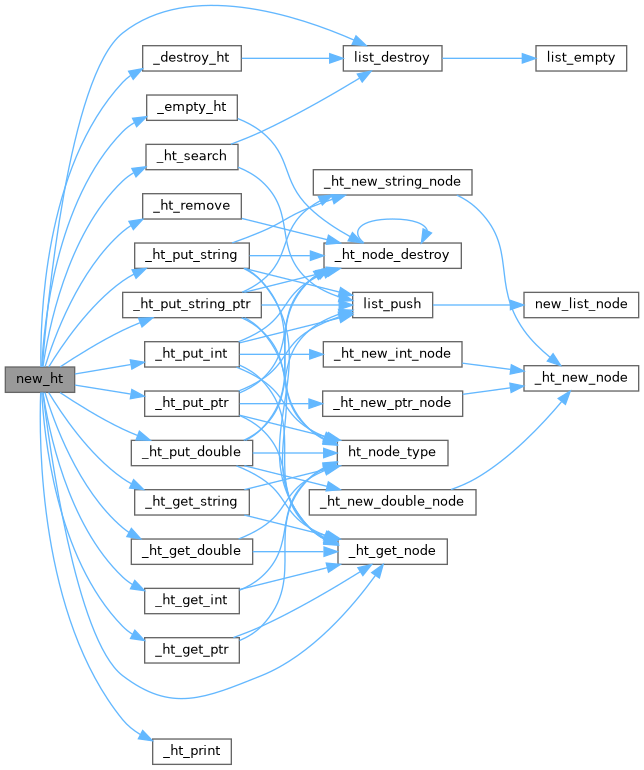 new_ht
_destroy_ht
_empty_ht
_ht_search
_ht_remove
_ht_put_string
_ht_put_string_ptr
_ht_put_int
_ht_put_ptr
_ht_put_double
_ht_get_string
_ht_get_double
_ht_get_int
_ht_get_ptr
_ht_print
list_destroy
_ht_new_string_node
_ht_node_destroy
list_push
_ht_new_int_node
_ht_new_ptr_node
ht_node_type
_ht_new_double_node
_ht_get_node
list_empty
new_list_node
_ht_new_node